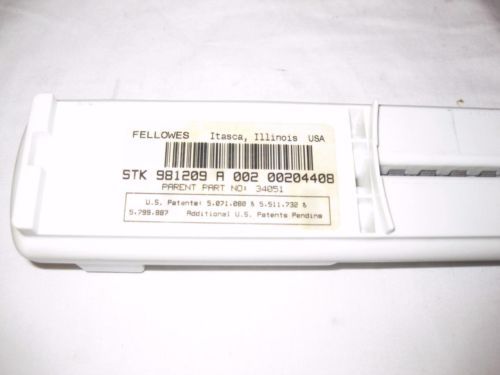 FELLOWES Itasca, Illinois USA
STK 981209 A 002 00204408
PARENT PART NO: 34051
U.S. Patents: 5.071.080 & 5.511.732 &
5.799.887 Additional U.S. Patents Pending